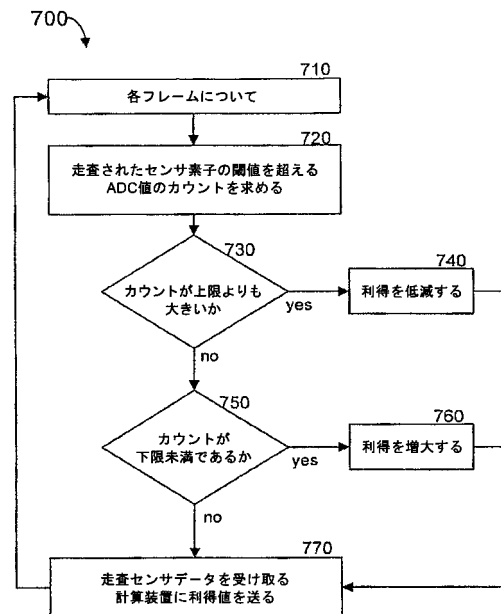 700
710
各フレームについて
720
走査されたセンサ素子の閾値を超える
ADC値のカウントを求める
730
カウントが上限よりも
大きいか
yes
740
利得を低減する
no
750
カウントが
下限未満であるか
yes
760
利得を増大する
no
770
走査センサデータを受け取る
計算装置に利得値を送る